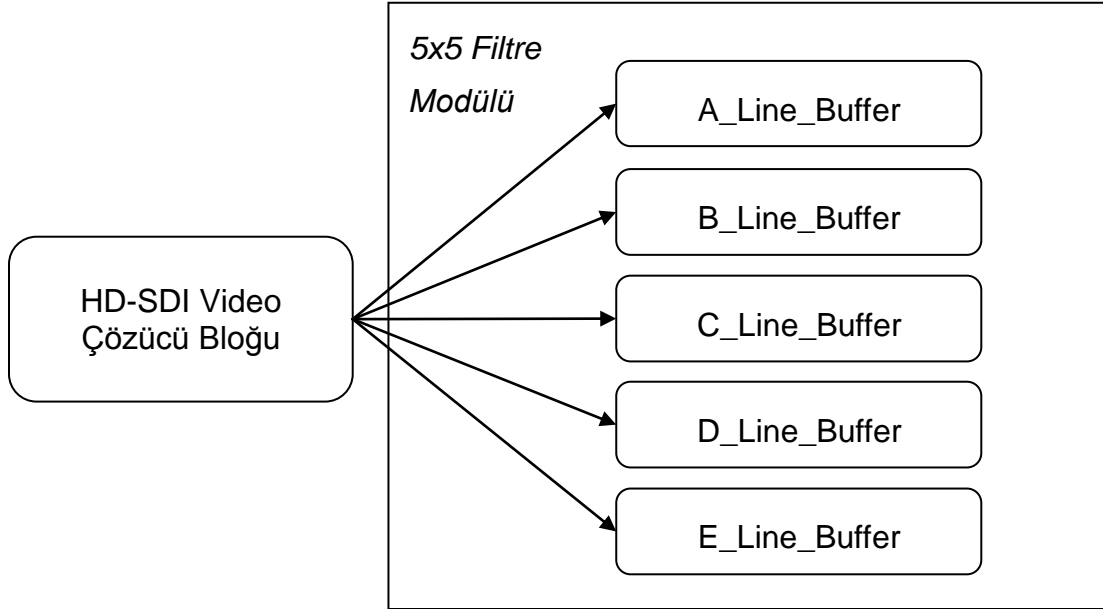 5x5 Filtre
Modülü
A_Line_Buffer
B_Line_Buffer
HD-SDI Video
Çözücü Bloğu
C_Line_Buffer
D_Line_Buffer
E_Line_Buffer